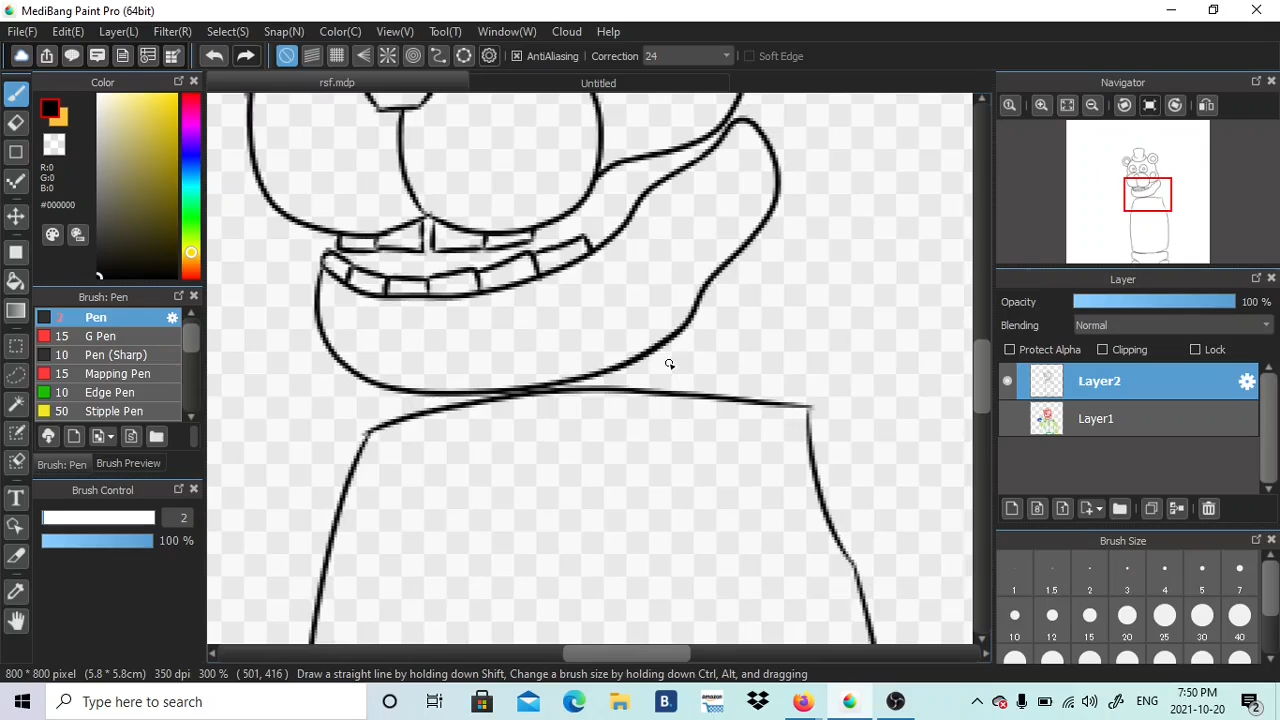 MediBang Paint Pro (64bit)
File(F) Edit(E) Layer(L) Filter(R) Select(S) Snap(N) Color(C) View(V) Tool(T) Window(W) Cloud Help
AntiAliasing Correction 24 Soft Edge
Color
rsf.mdp Untitled
Navigator
R:0
G:0
B:0
#000000
Brush: Pen
2 Pen
15 G Pen
10 Pen (Sharp)
15 Mapping Pen
10 Edge Pen
50 Stipple Pen
Brush: Pen Brush Preview
Brush Control
2
100 %
Layer
Opacity 100 %
Blending Normal
Protect Alpha Clipping Lock
Layer2
Layer1
Brush Size
1 1.5 2 3 4 5 7
10 12 15 20 25 30 40
800 * 800 pixel (5.8 * 5.8cm) 350 dpi 300 % ( 501, 416) Draw a straight line by holding down Shift, Change a brush size by holding down Ctrl, Alt, and dragging
Type here to search
B.
7:50 PM
2021-10-20
2